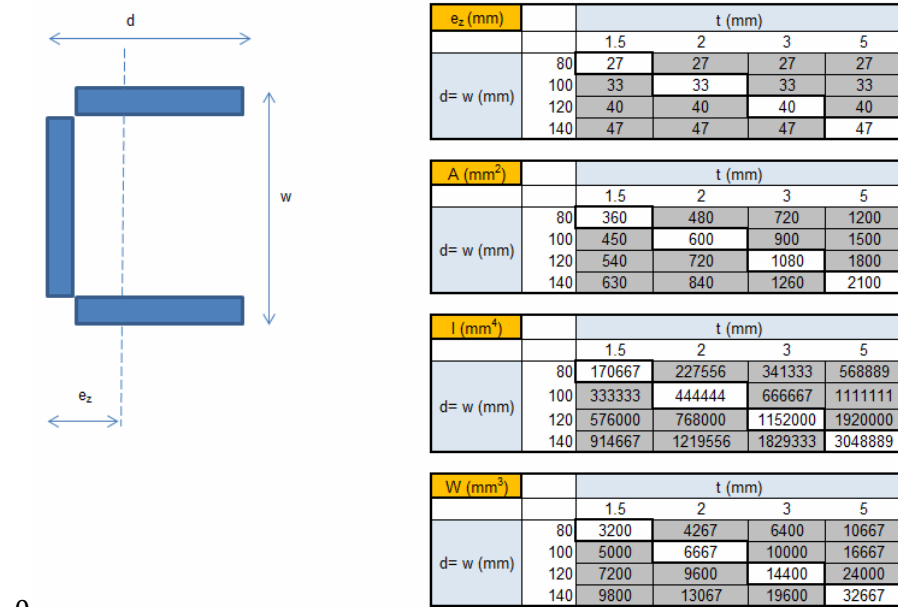 d
w
e_z
e_z (mm) t (mm)
1.5 2 3 5
d= w (mm)
80 27 27 27 27
100 33 33 33 33
120 40 40 40 40
140 47 47 47 47
A (mm²) t (mm)
1.5 2 3 5
d= w (mm)
80 360 480 720 1200
100 450 600 900 1500
120 540 720 1080 1800
140 630 840 1260 2100
I (mm⁴) t (mm)
1.5 2 3 5
d= w (mm)
80 170667 227556 341333 568889
100 333333 444444 666667 1111111
120 576000 768000 1152000 1920000
140 914667 1219556 1829333 3048889
W (mm³) t (mm)
1.5 2 3 5
d= w (mm)
80 3200 4267 6400 10667
100 5000 6667 10000 16667
120 7200 9600 14400 24000
140 9800 13067 19600 32667